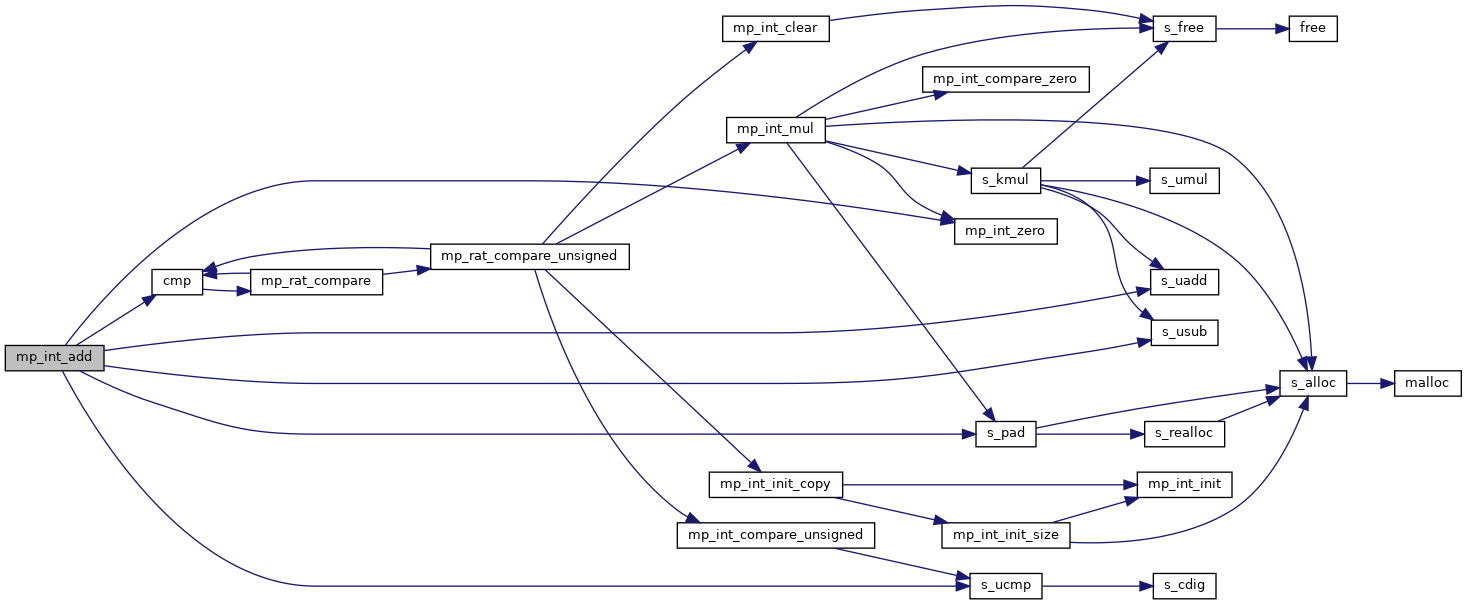 mp_int_add
cmp
mp_rat_compare
mp_rat_compare_unsigned
mp_int_clear
mp_int_mul
mp_int_init_copy
mp_int_compare_unsigned
mp_int_compare_zero
s_kmul
mp_int_zero
s_pad
mp_int_init_size
s_ucmp
s_free
s_umul
s_uadd
s_usub
s_realloc
mp_int_init
s_cdig
free
s_alloc
malloc